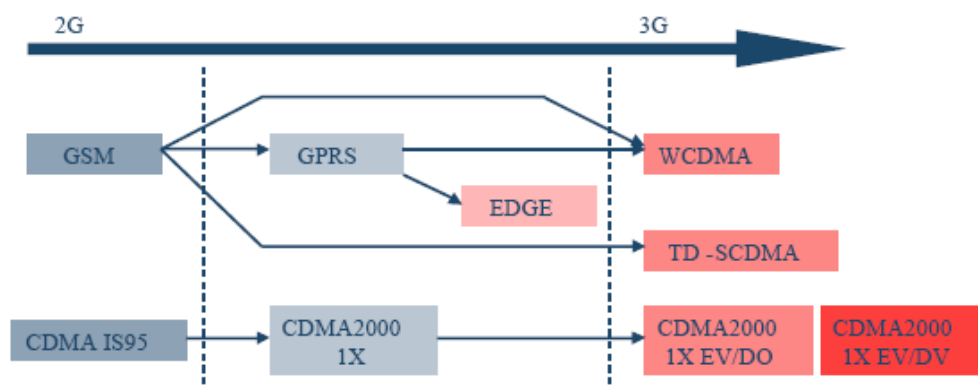 2G
3G
GSM
GPRS
WCDMA
EDGE
TD -SCDMA
CDMA IS95
CDMA2000
1X
CDMA2000
1X EV/DO
CDMA2000
1X EV/DV